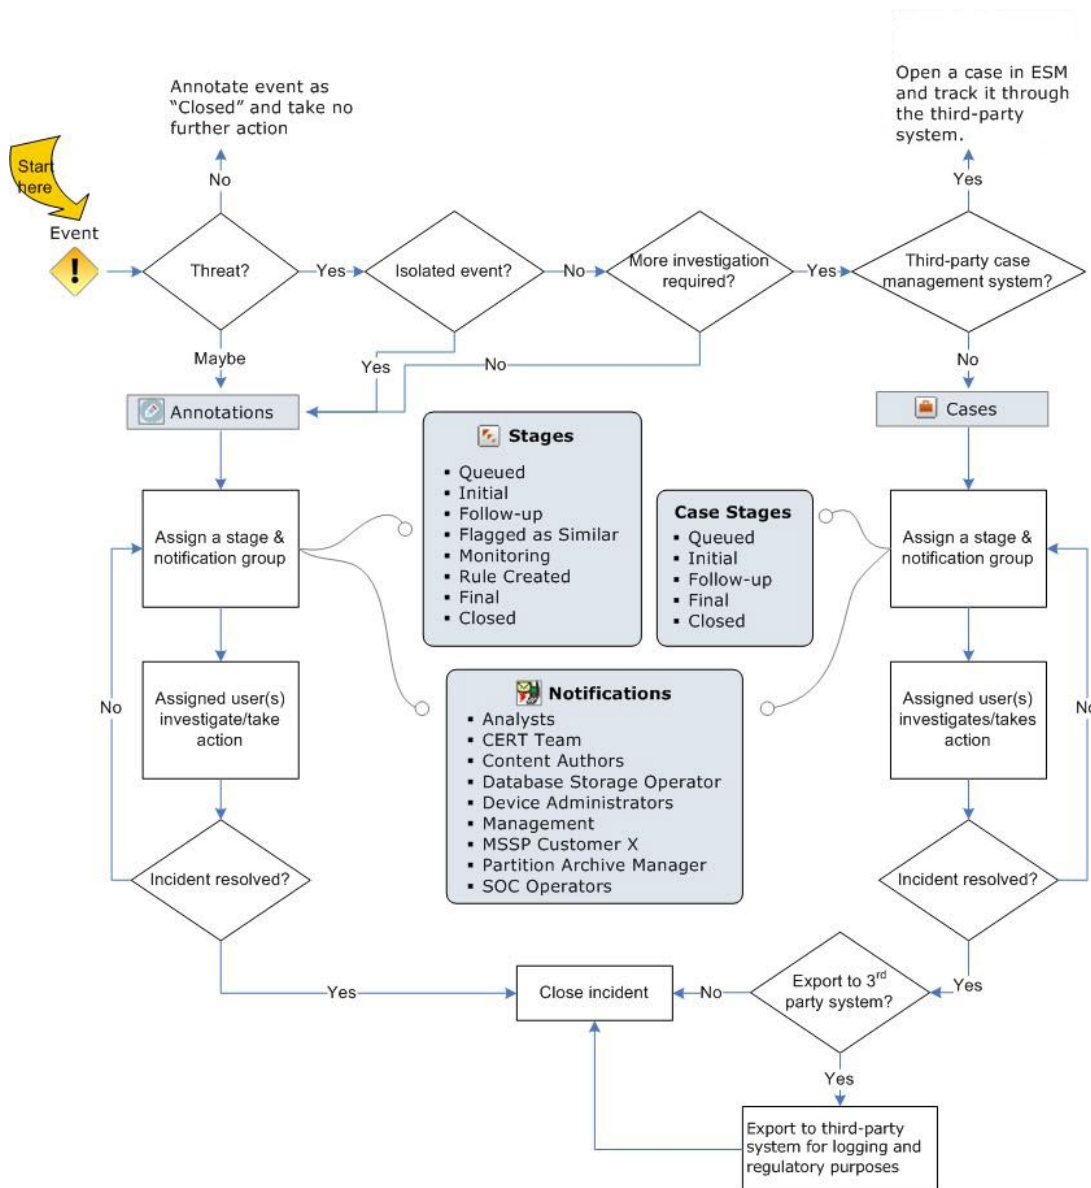 Annotate event as
"Closed" and take no
further action
Open a case in ESM
and track it through
the third-party
system.
Start
here
No
Yes
Event
Threat?
Yes
Isolated event?
No
More investigation
required?
Yes
Third-party case
management system?
Maybe
Yes
No
No
Annotations
Cases
Stages
▪ Queued
▪ Initial
▪ Follow-up
▪ Flagged as Similar
▪ Monitoring
▪ Rule Created
▪ Final
▪ Closed
Case Stages
▪ Queued
▪ Initial
▪ Follow-up
▪ Final
▪ Closed
Assign a stage &
notification group
Assign a stage &
notification group
Notifications
▪ Analysts
▪ CERT Team
▪ Content Authors
▪ Database Storage Operator
▪ Device Administrators
▪ Management
▪ MSSP Customer X
▪ Partition Archive Manager
▪ SOC Operators
No
Assigned user(s)
investigate/take
action
Assigned user(s)
investigates/takes
action
No
Incident resolved?
Incident resolved?
Yes
Close incident
No
Export to 3rd
party system?
Yes
Yes
Export to third-party
system for logging and
regulatory purposes